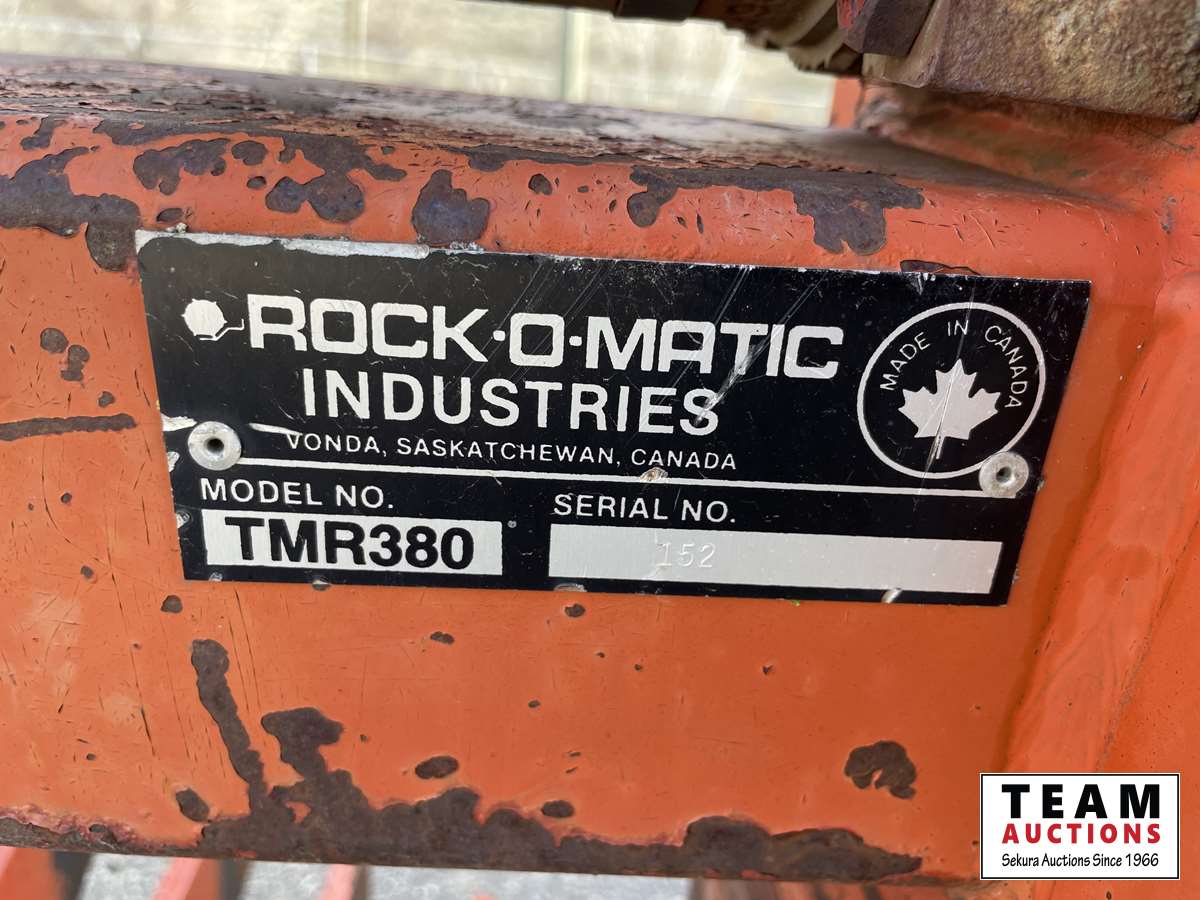 ROCK·O·MATIC
INDUSTRIES
VONDA, SASKATCHEWAN, CANADA
MADE IN CANADA
MODEL NO.
TMR380
SERIAL NO.
152
TEAM
AUCTIONS
Sekura Auctions Since 1966